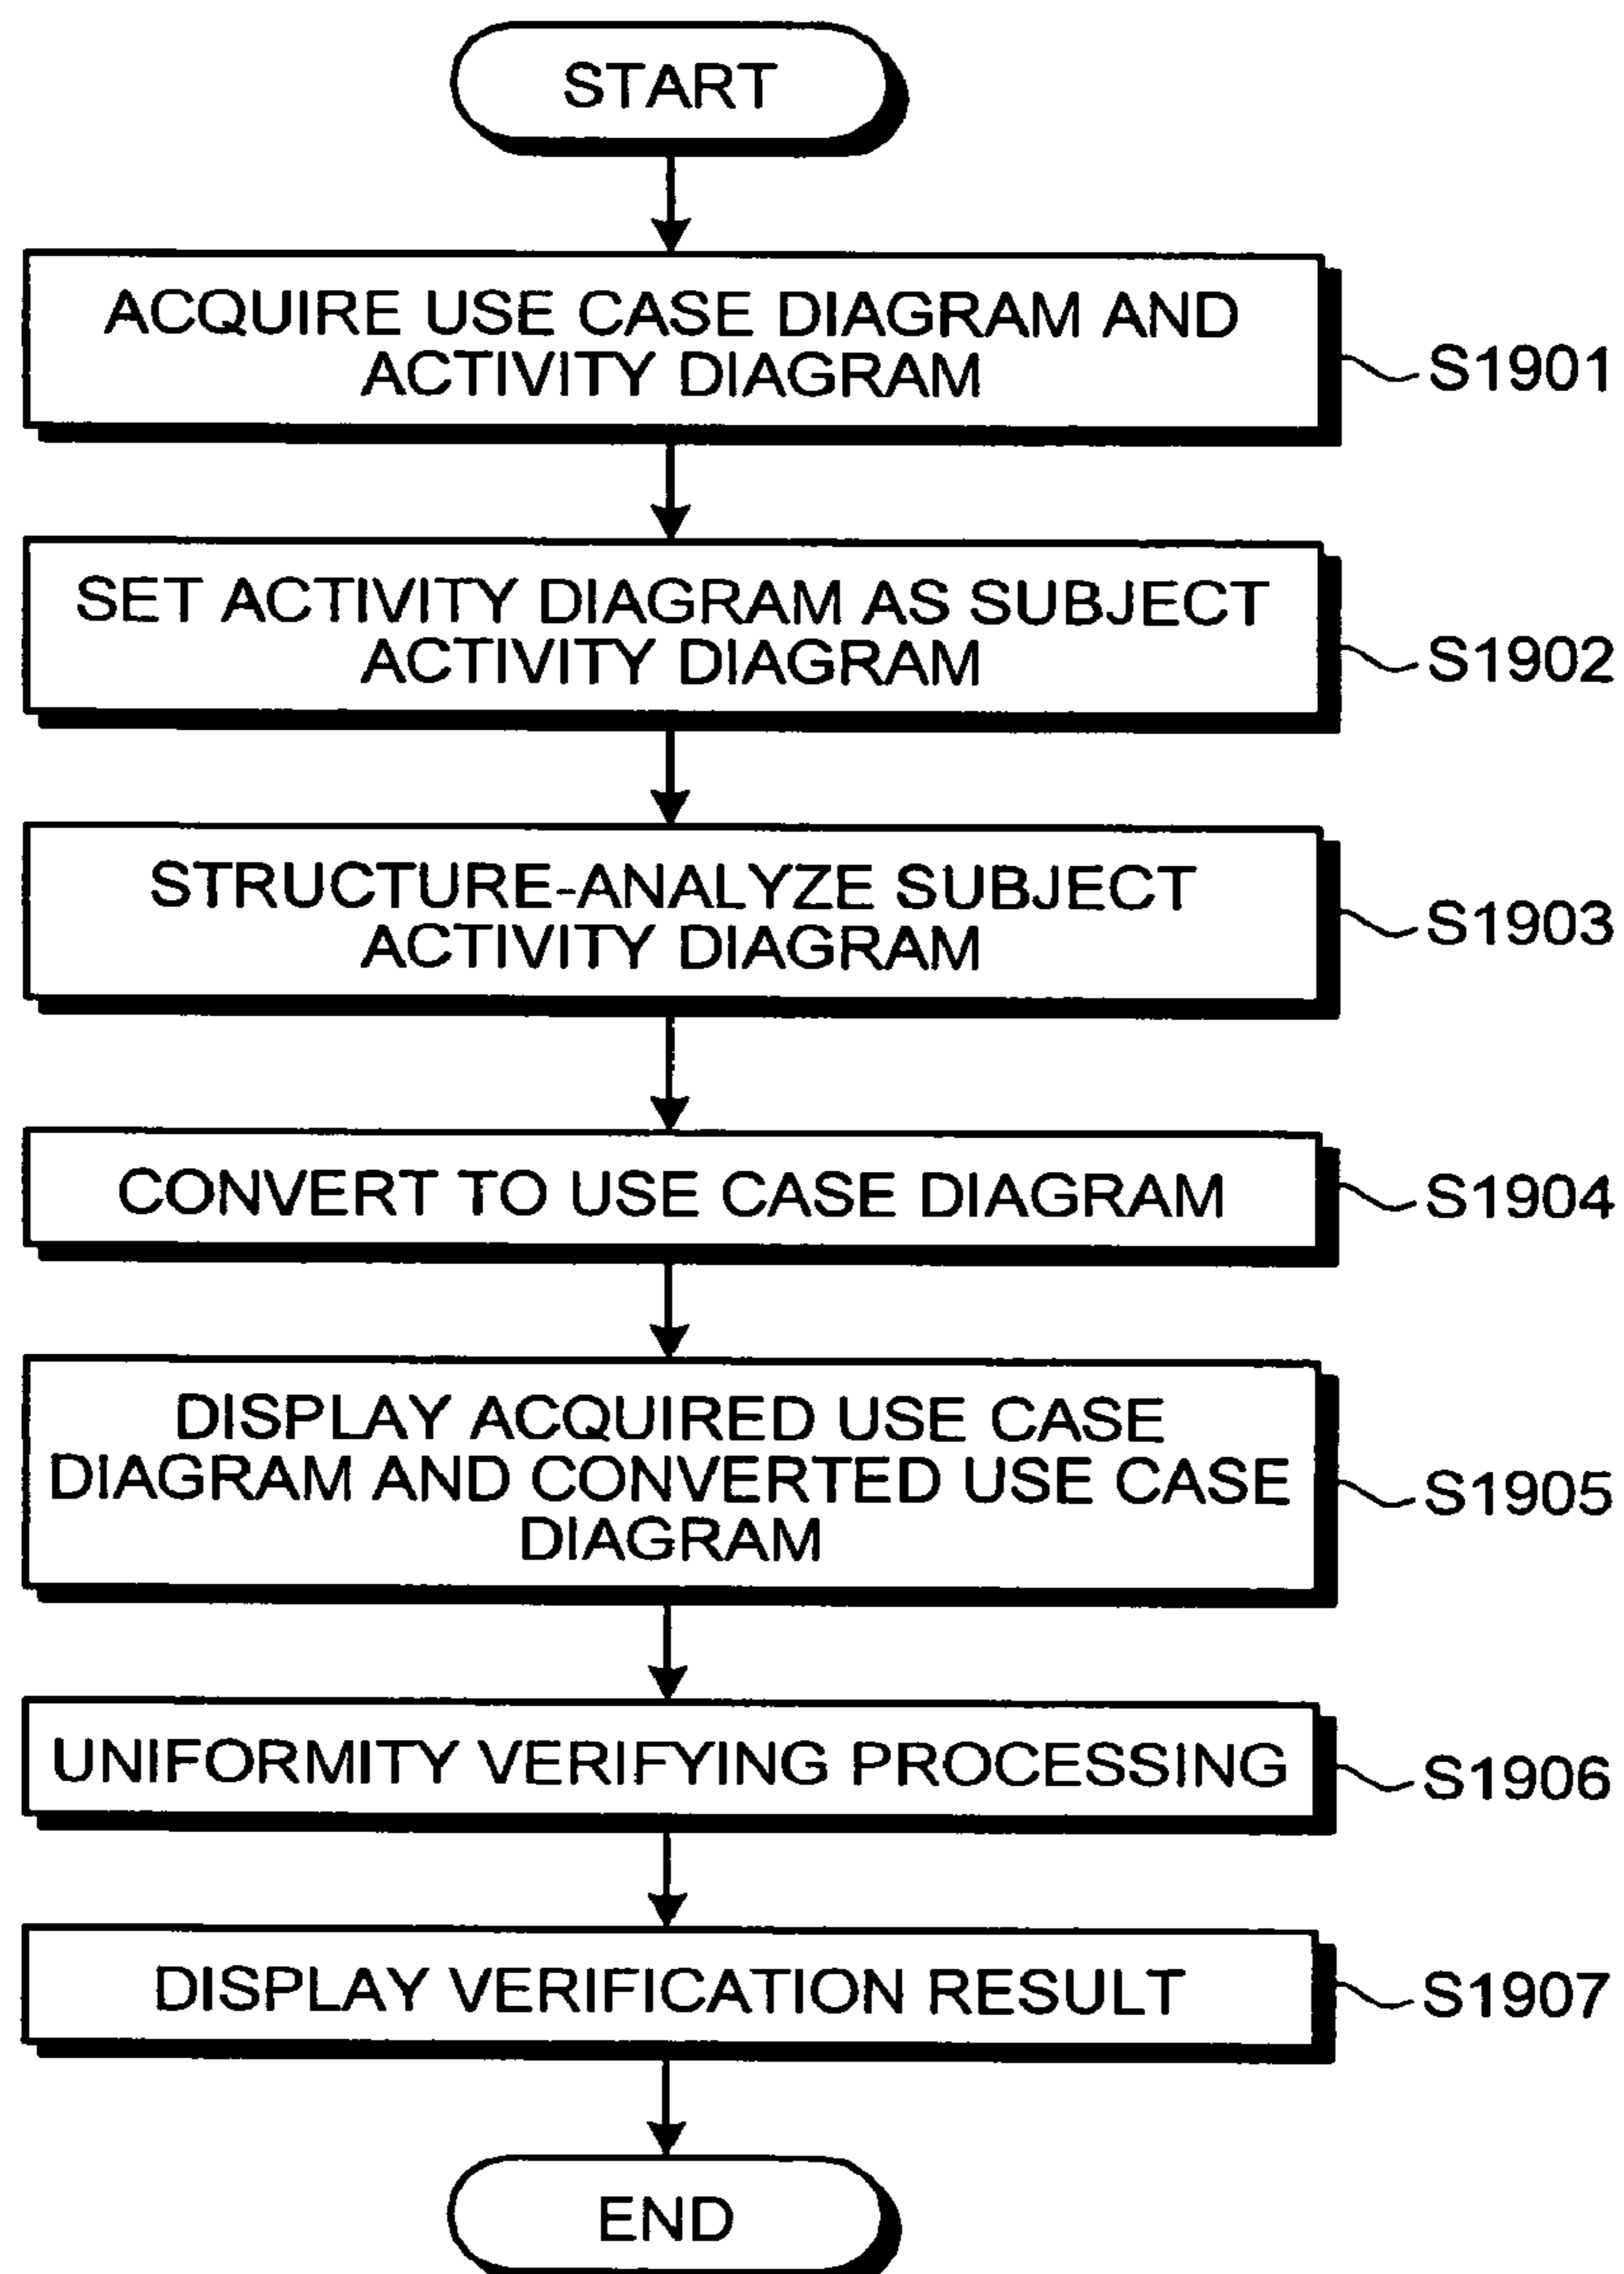 START
ACQUIRE USE CASE DIAGRAM AND
ACTIVITY DIAGRAM
S1901
SET ACTIVITY DIAGRAM AS SUBJECT
ACTIVITY DIAGRAM
S1902
STRUCTURE-ANALYZE SUBJECT
ACTIVITY DIAGRAM
S1903
CONVERT TO USE CASE DIAGRAM
S1904
DISPLAY ACQUIRED USE CASE
DIAGRAM AND CONVERTED USE CASE
DIAGRAM
S1905
UNIFORMITY VERIFYING PROCESSING
S1906
DISPLAY VERIFICATION RESULT
S1907
END